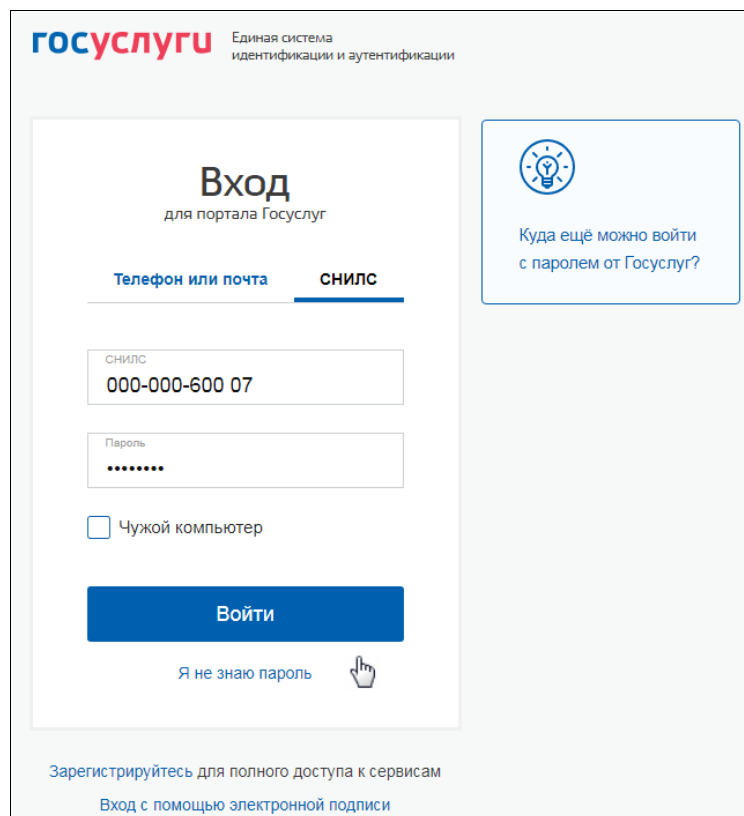 госуслуги
Единая система
идентификации и аутентификации
Вход
для портала Госуслуг
Телефон или почта
СНИЛС
СНИЛС
000-000-600 07
Пароль
••••••••
Чужой компьютер
Войти
Я не знаю пароль
Зарегистрируйтесь для полного доступа к сервисам
Вход с помощью электронной подписи
Куда ещё можно войти
с паролем от Госуслуг?